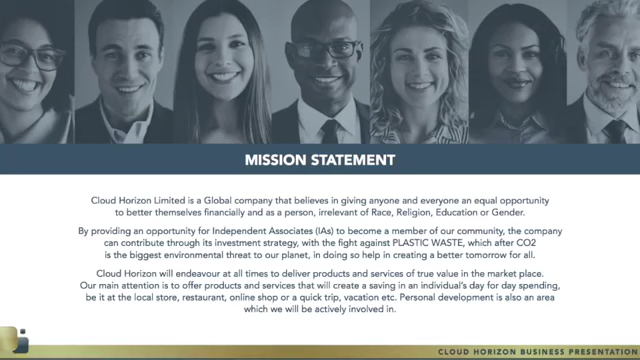 MISSION STATEMENT
Cloud Horizon Limited is a Global company that believes in giving anyone and everyone an equal opportunity
to better themselves financially and as a person, irrelevant of Race, Religion, Education or Gender.
By providing an opportunity for Independent Associates (IAs) to become a member of our community, the company
can contribute through its investment strategy, with the fight against PLASTIC WASTE, which after CO2
is the biggest environmental threat to our planet, in doing so help in creating a better tomorrow for all.
Cloud Horizon will endeavour at all times to deliver products and services of true value in the market place.
Our main attention is to offer products and services that will create a saving in an individual's day for day spending,
be it at the local store, restaurant, online shop or a quick trip, vacation etc. Personal development is also an area
which we will be actively involved in.
CLOUD HORIZON BUSINESS PRESENTATION